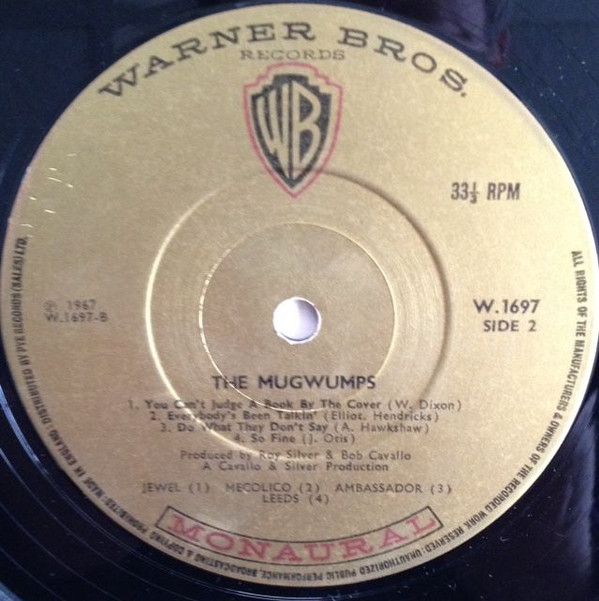 WARNER BROS.
RECORDS
WB
33⅓ RPM
℗ 1967
W.1697-B
W.1697
SIDE 2
THE MUGWUMPS
1. You Can't Judge A Book By The Cover (W. Dixon)
2. Everybody's Been Talkin' (Elliot. Hendricks)
3. Do What They Don't Say (A. Hawkshaw)
4. So Fine (J. Otis)
Produced by Roy Silver & Bob Cavallo
A Cavallo & Silver Production
JEWEL (1) MECOLICO (2) AMBASSADOR (3)
LEEDS (4)
MONAURAL
ALL RIGHTS OF THE MANUFACTURERS & OWNERS OF THE RECORDED WORK RESERVED: UNAUTHORIZED PUBLIC PERFORMANCE, BROADCASTING & COPYING PROHIBITED: MADE IN ENGLAND: DISTRIBUTED BY PYE RECORDS (SALES) LTD.